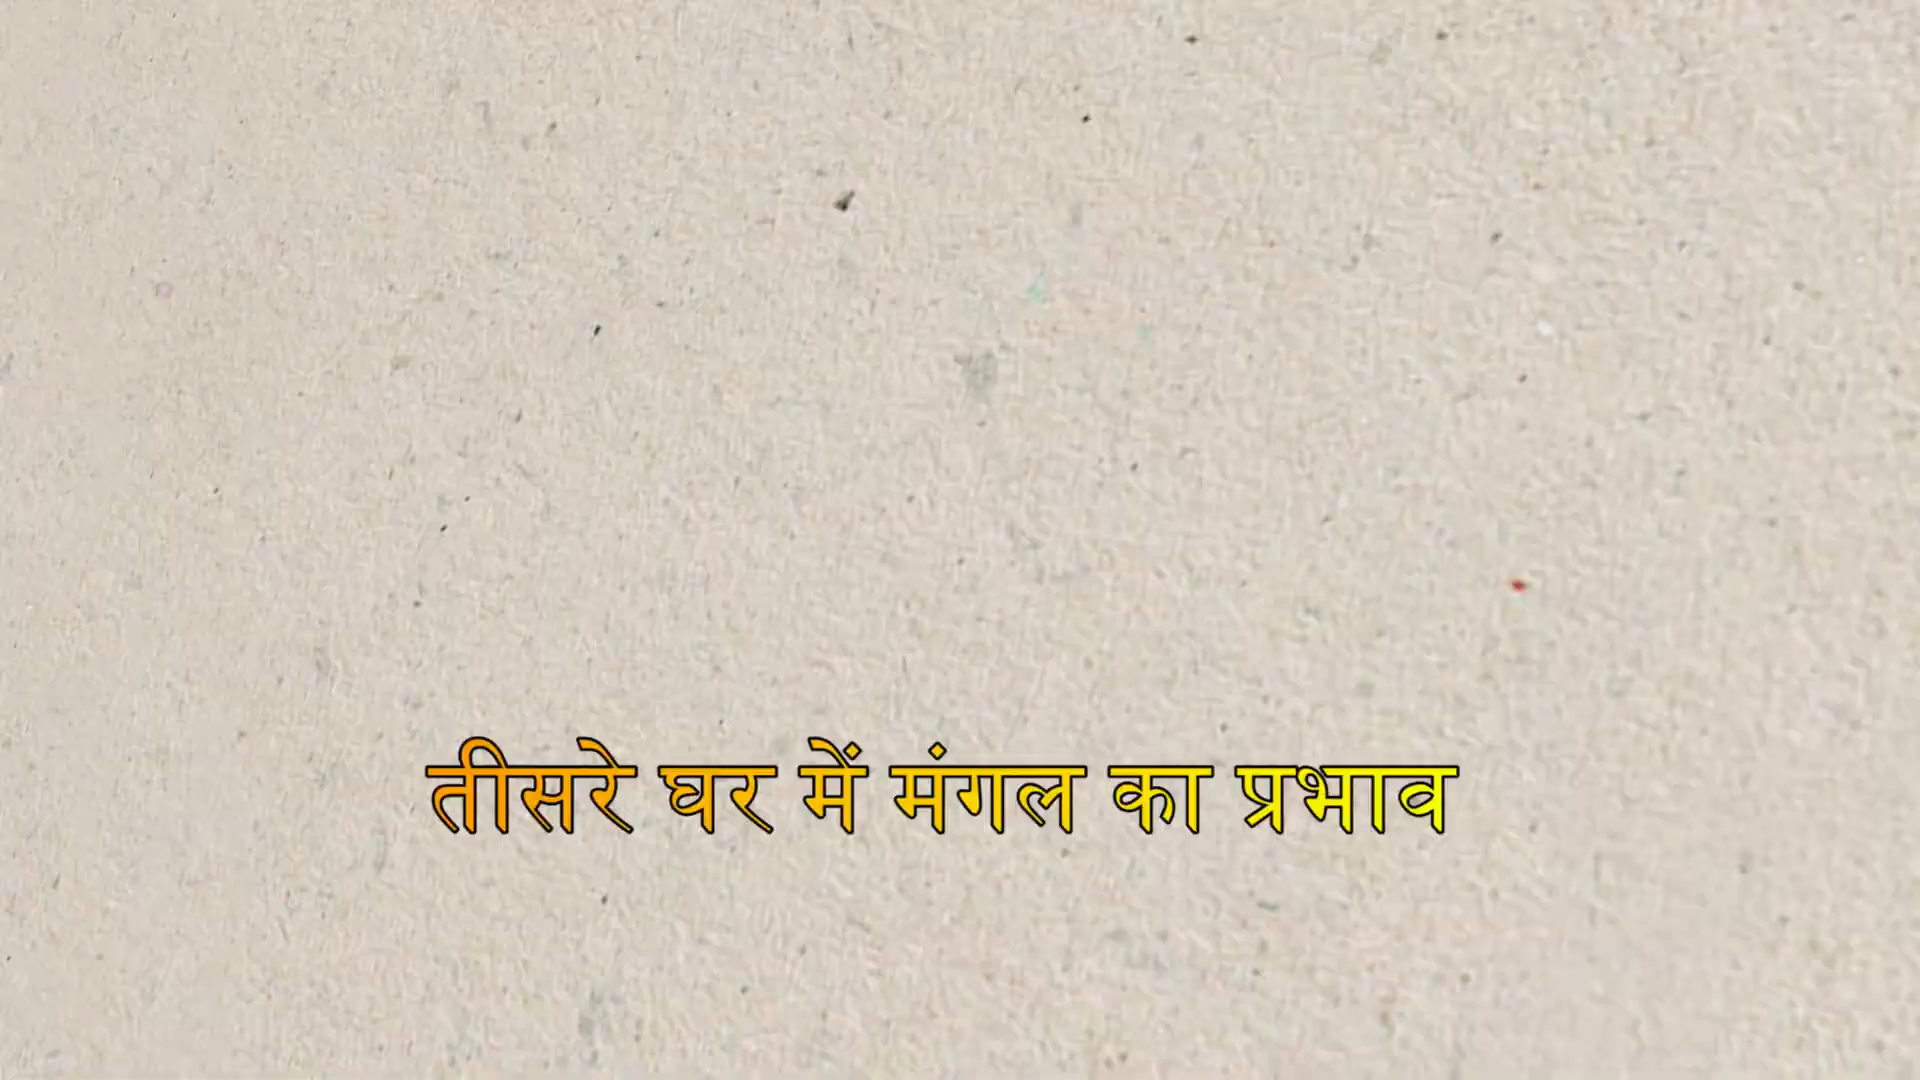 तीसरे घर में मंगल का प्रभाव